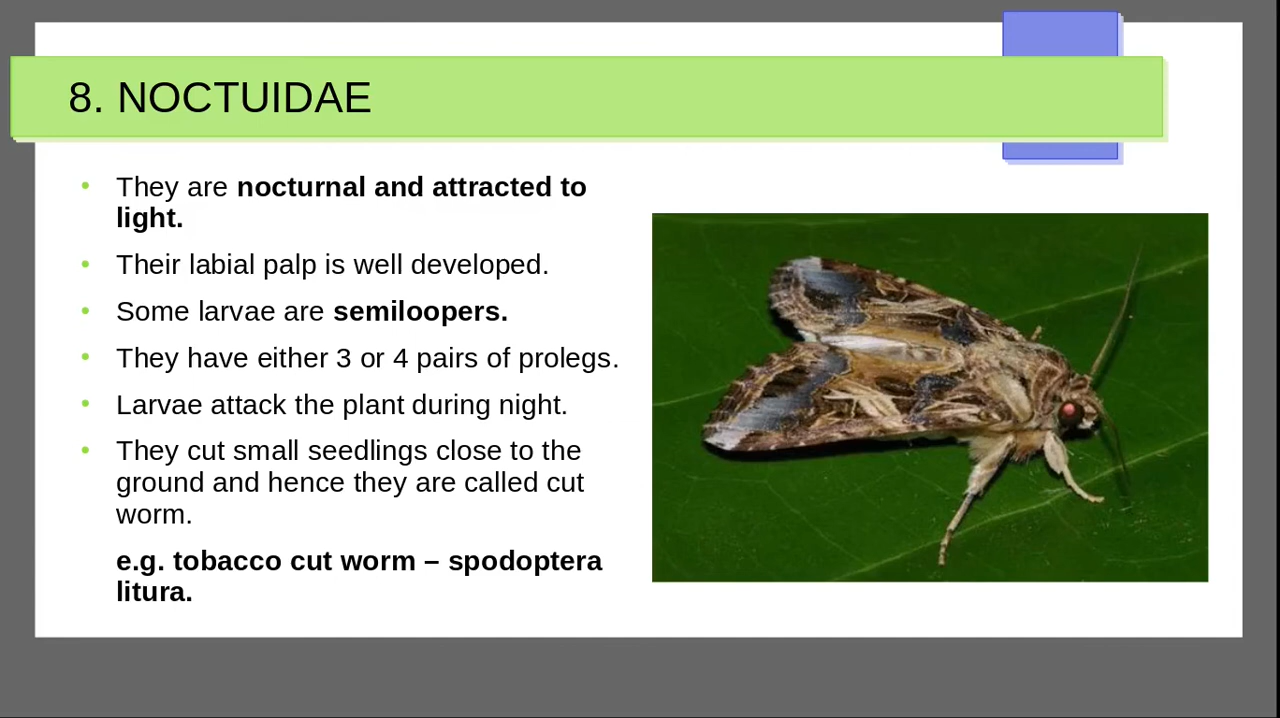 8. NOCTUIDAE
• They are nocturnal and attracted to
light.
• Their labial palp is well developed.
• Some larvae are semiloopers.
• They have either 3 or 4 pairs of prolegs.
• Larvae attack the plant during night.
• They cut small seedlings close to the
ground and hence they are called cut
worm.
e.g. tobacco cut worm – spodoptera
litura.